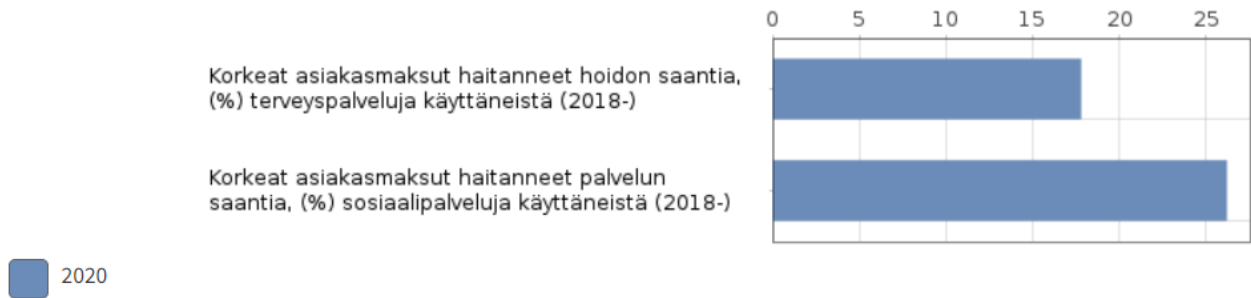 0 5 10 15 20 25
Korkeat asiakasmaksut haitanneet hoidon saantia,
(%) terveyspalveluja käyttäneistä (2018-)
Korkeat asiakasmaksut haitanneet palvelun
saantia, (%) sosiaalipalveluja käyttäneistä (2018-)
2020